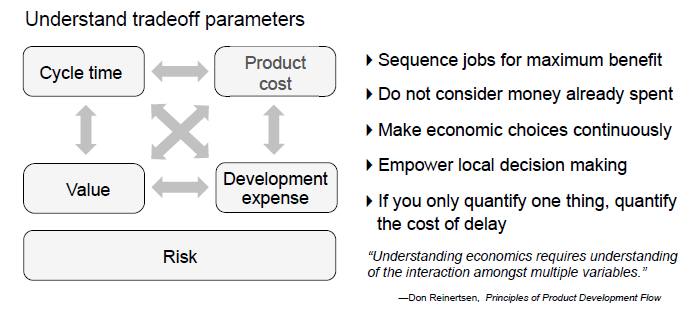 Understand tradeoff parameters
Cycle time
Product
cost
Value
Development
expense
Risk
Sequence jobs for maximum benefit
Do not consider money already spent
Make economic choices continuously
Empower local decision making
If you only quantify one thing, quantify
the cost of delay
“Understanding economics requires understanding
of the interaction amongst multiple variables.”
—Don Reinertsen, Principles of Product Development Flow